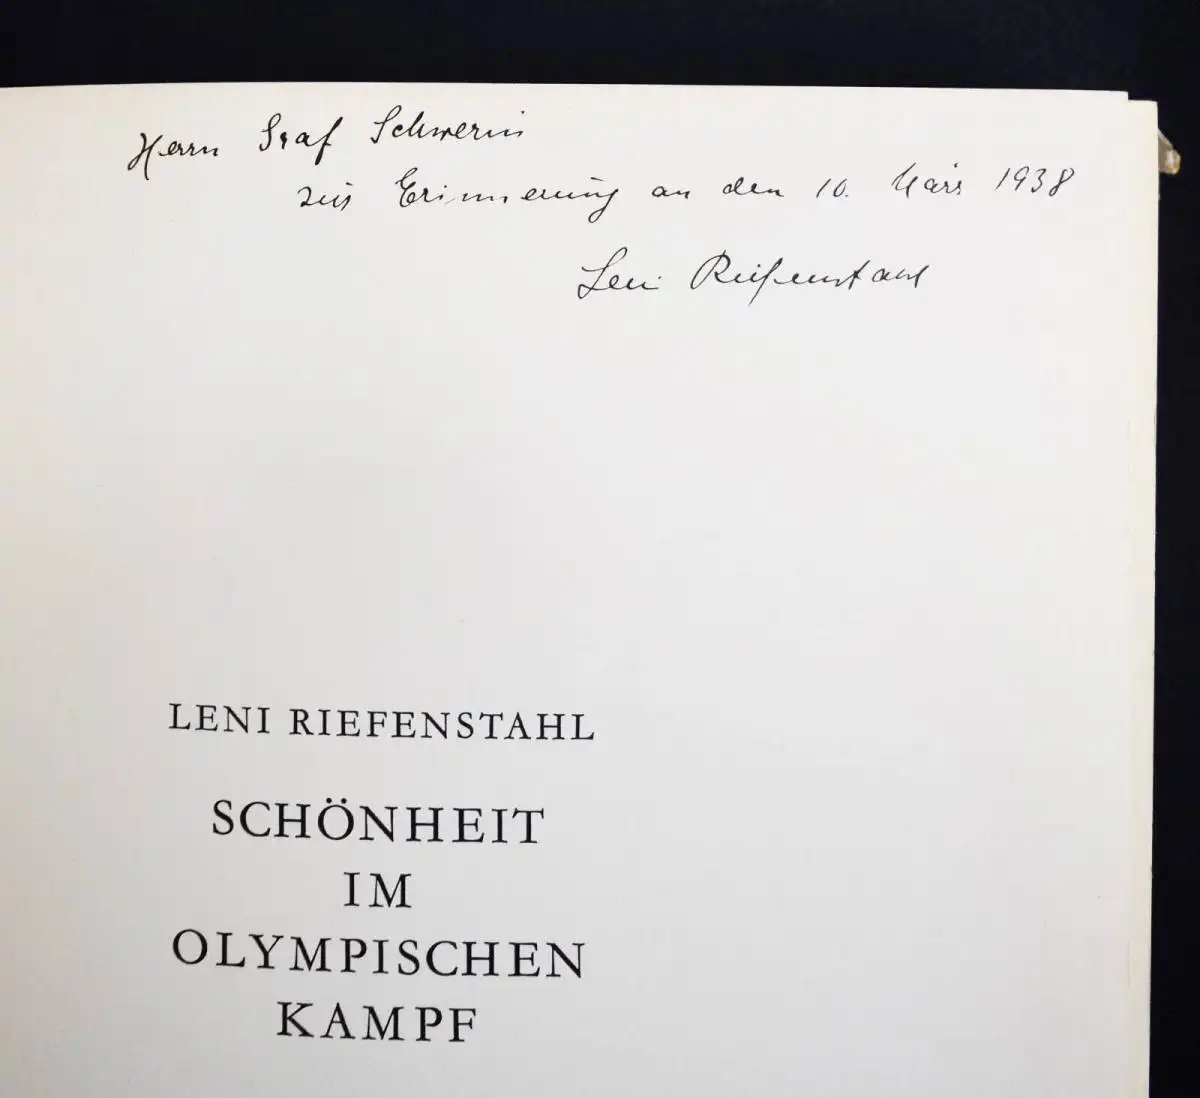 Herrn Graf Schwerin
zur Erinnerung an den 10. März 1938
Leni Riefenstahl
LENI RIEFENSTAHL
SCHÖNHEIT
IM
OLYMPISCHEN
KAMPF